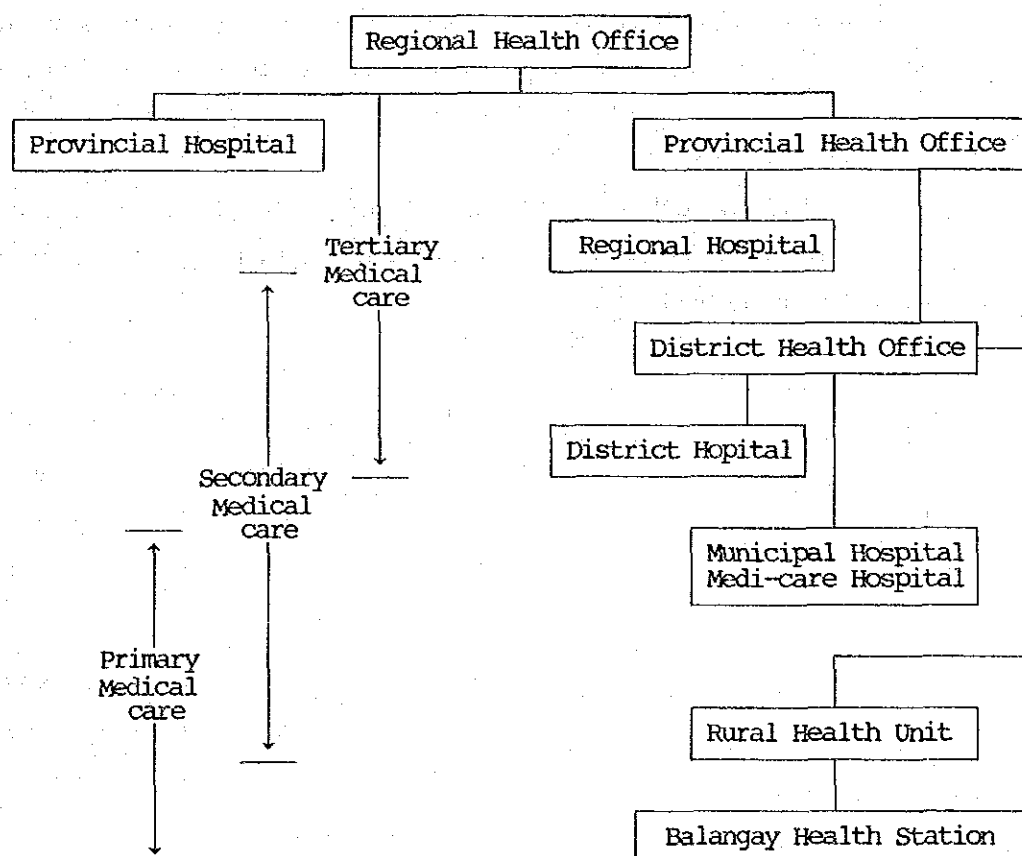 Regional Health Office
Provincial Hospital
Provincial Health Office
Tertiary
Medical
care
Regional Hospital
District Health Office
District Hopital
Secondary
Medical
care
Municipal Hospital
Medi-care Hospital
Primary
Medical
care
Rural Health Unit
Balangay Health Station